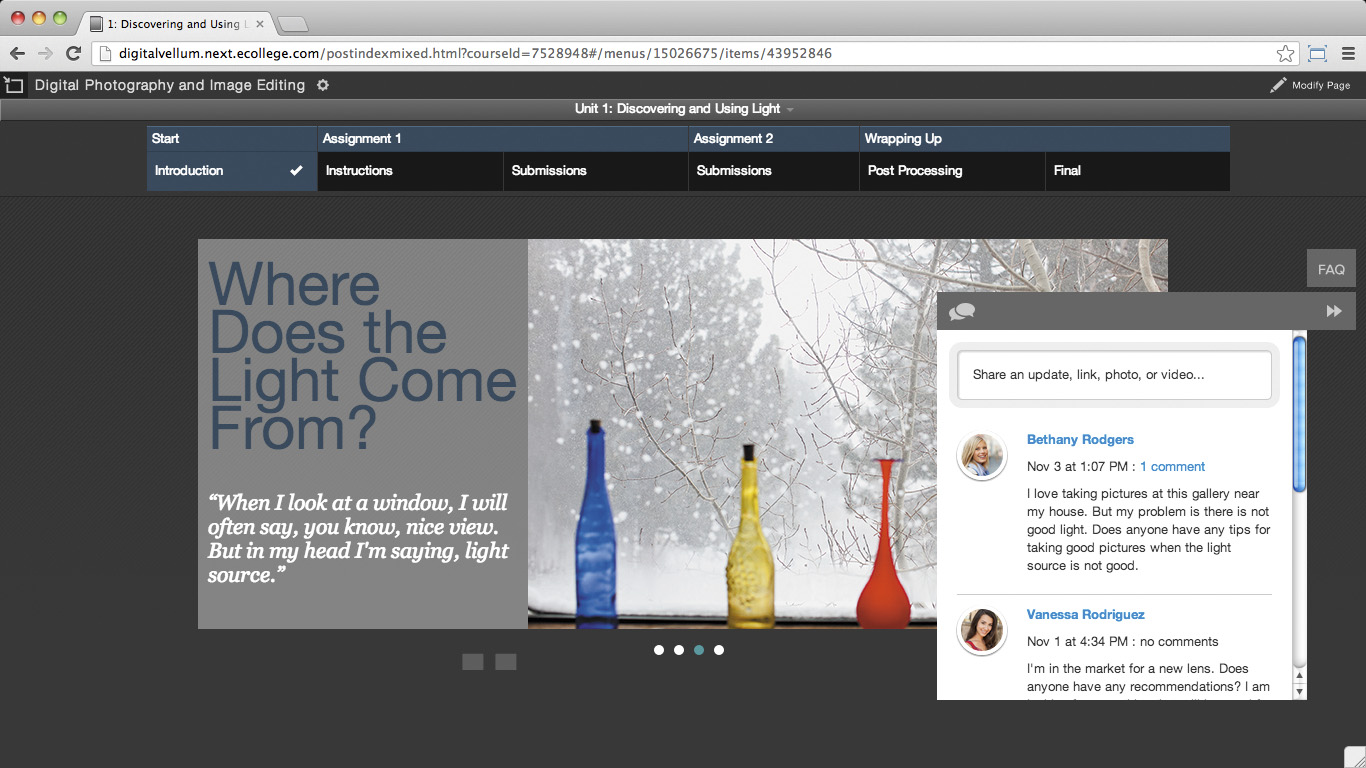 1: Discovering and Using
digitalvellum.next.ecollege.com/postindexmixed.html?courseId=7528948#/menus/15026675/items/43952846
Digital Photography and Image Editing
Modify Page
Unit 1: Discovering and Using Light
Start
Assignment 1
Assignment 2
Wrapping Up
Introduction
Instructions
Submissions
Submissions
Post Processing
Final
Where
Does the
Light Come
From?
“When I look at a window, I will
often say, you know, nice view.
But in my head I'm saying, light
source.”
FAQ
Share an update, link, photo, or video...
Bethany Rodgers
Nov 3 at 1:07 PM : 1 comment
I love taking pictures at this gallery near
my house. But my problem is there is not
good light. Does anyone have any tips for
taking good pictures when the light
source is not good.
Vanessa Rodriguez
Nov 1 at 4:34 PM : no comments
I'm in the market for a new lens. Does
anyone have any recommendations? I am